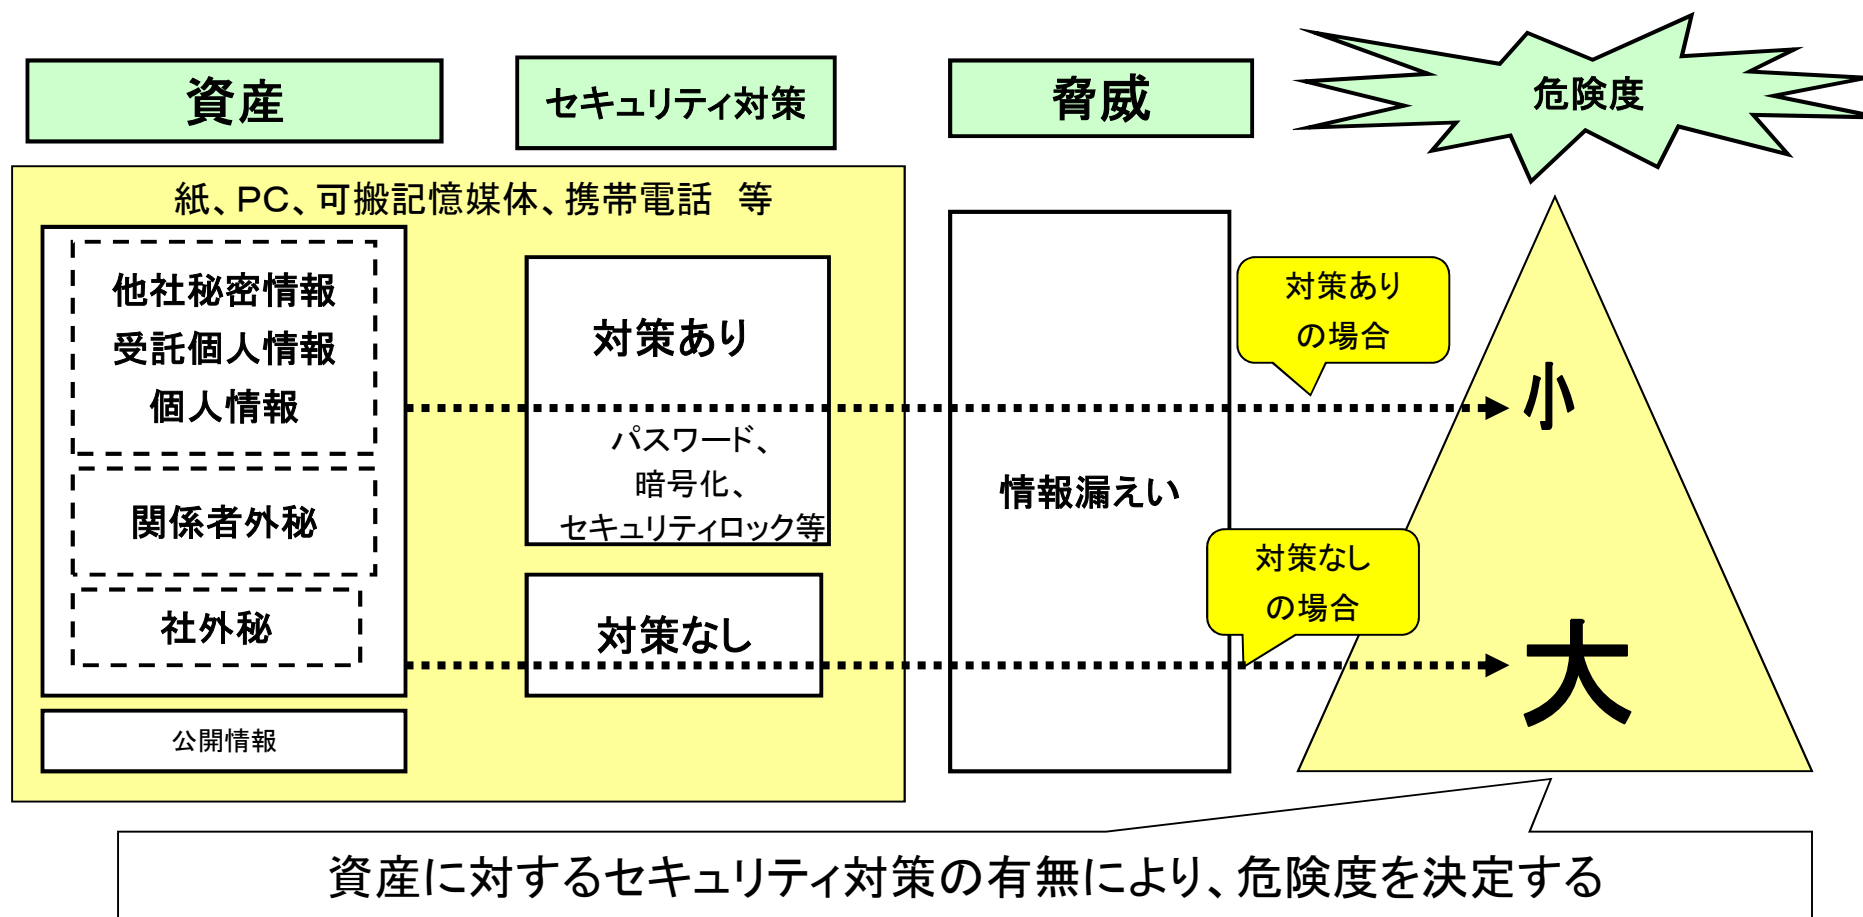 資産
セキュリティ対策
脅威
危険度
紙、PC、可搬記憶媒体、携帯電話　等
他社秘密情報
受託個人情報
個人情報
関係者外秘
社外秘
公開情報
対策あり
パスワード、
暗号化、
セキュリティロック等
対策なし
情報漏えい
対策あり
の場合
小
対策なし
の場合
大
資産に対するセキュリティ対策の有無により、危険度を決定する